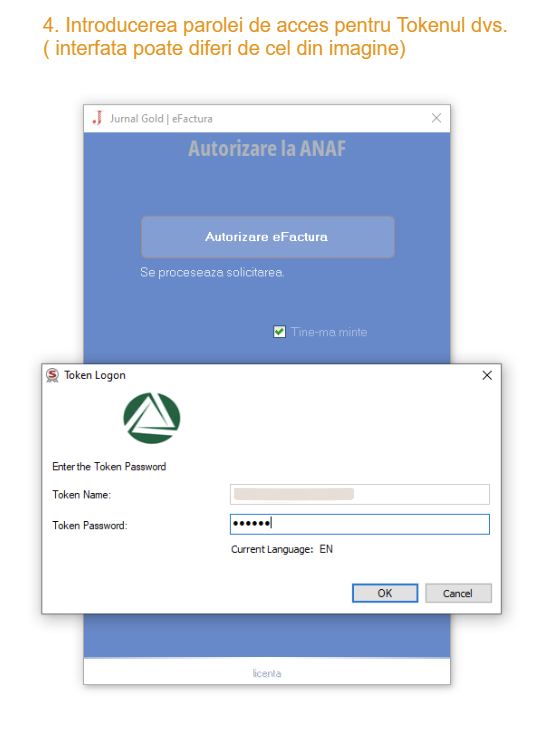 4. Introducerea parolei de acces pentru Tokenul dvs.
( interfata poate diferi de cel din imagine)
Jurnal Gold | eFactura
Autorizare la ANAF
Autorizare eFactura
Se proceseaza solicitarea.
Tine-ma minte
Token Logon
Enter the Token Password
Token Name:
Token Password:
••••••
Current Language: EN
OK
Cancel
licenta